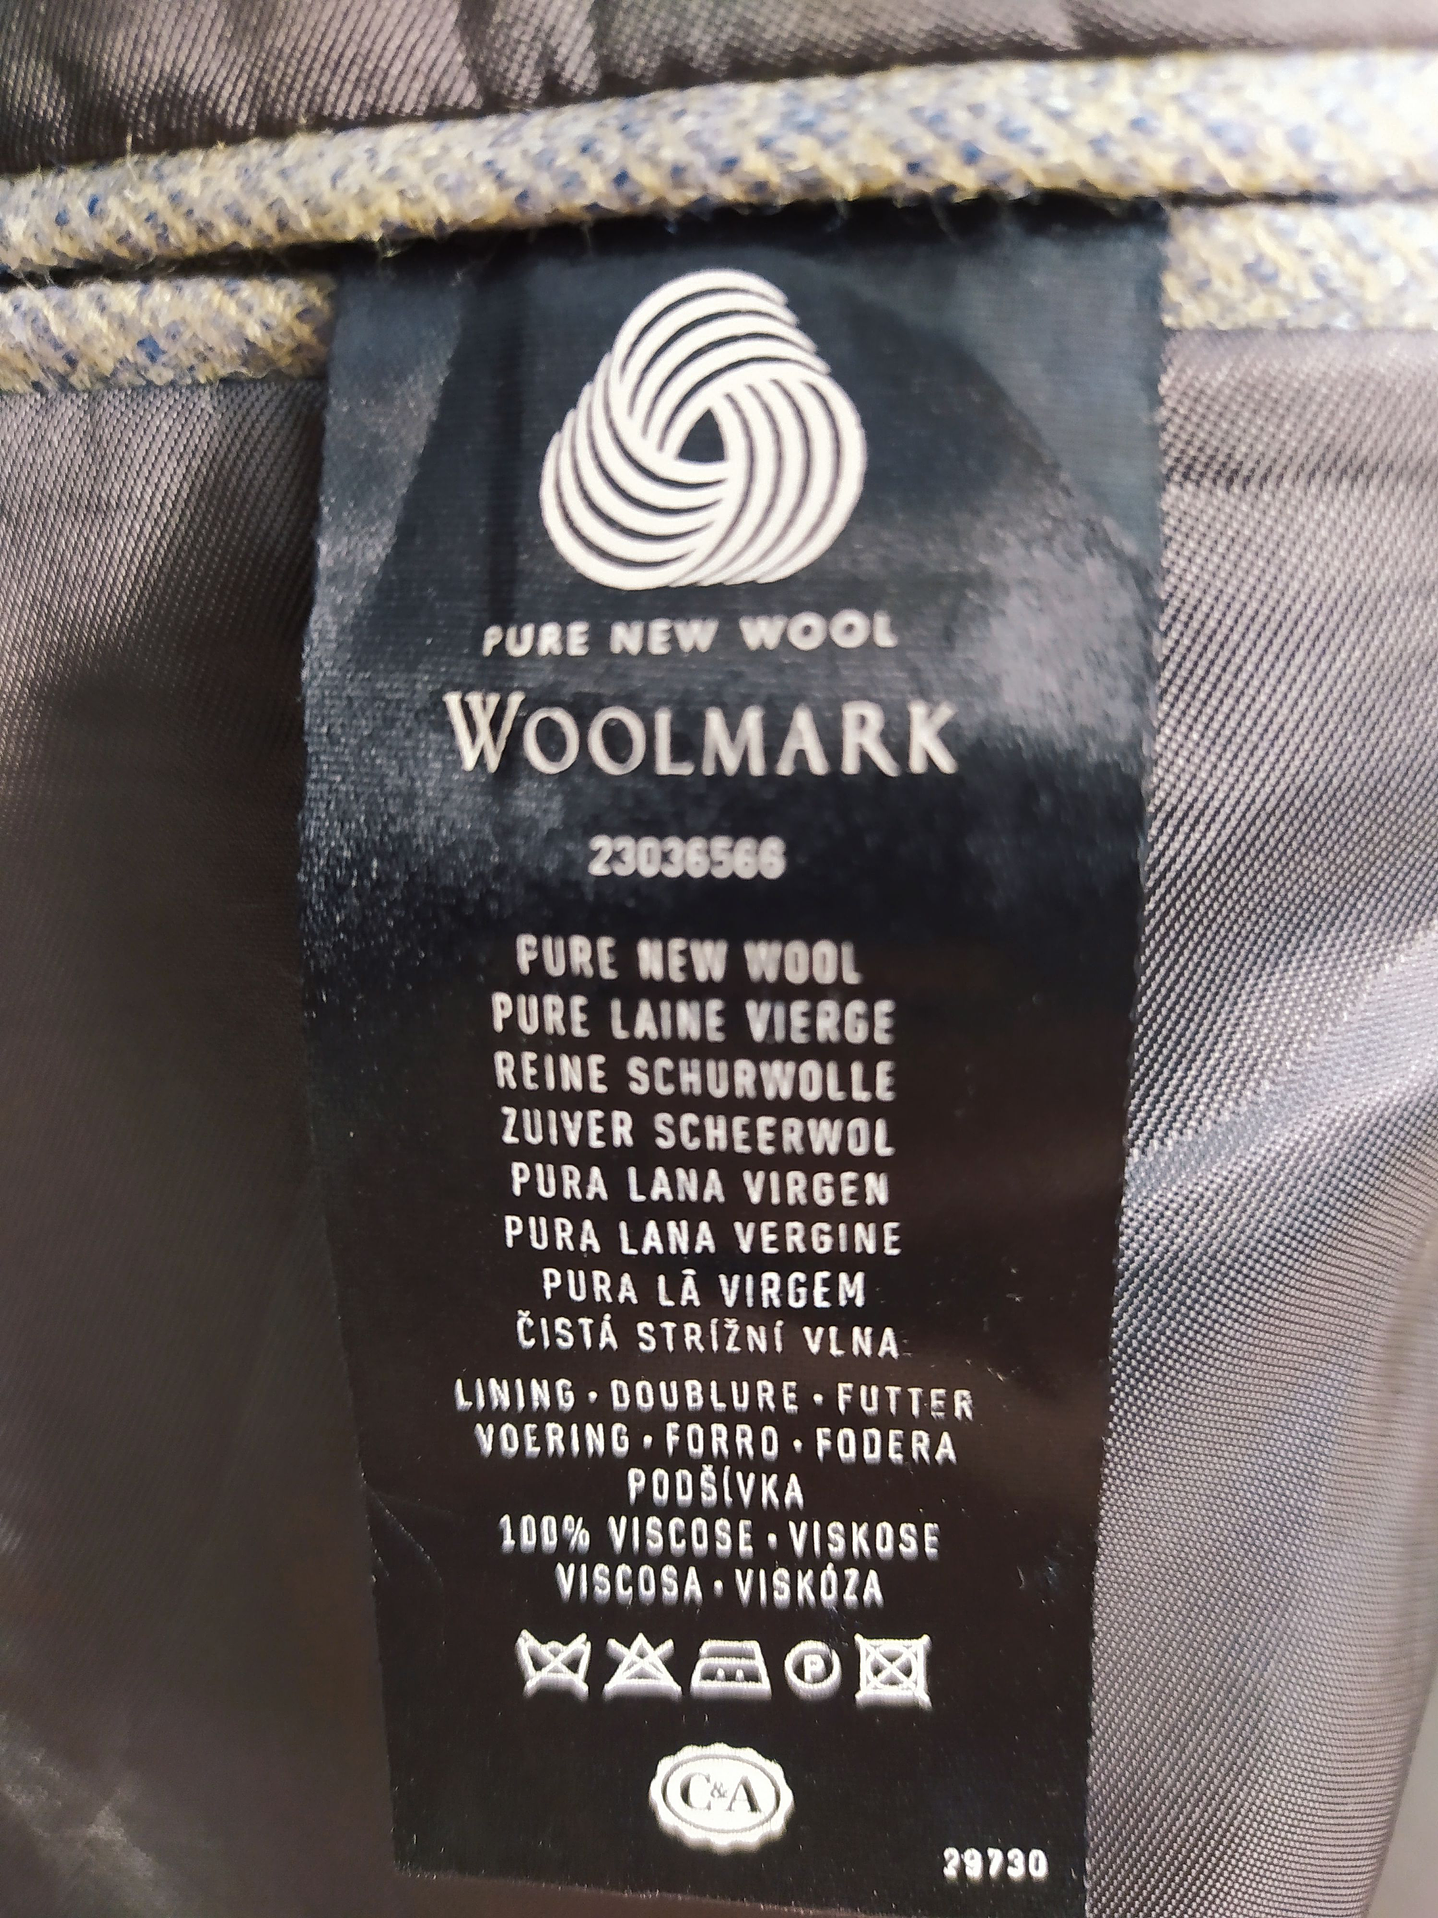 PURE NEW WOOL
WOOLMARK
23036566
PURE NEW WOOL
PURE LAINE VIERGE
REINE SCHURWOLLE
ZUIVER SCHEERWOL
PURA LANA VIRGEN
PURA LANA VERGINE
PURA LÃ VIRGEM
ČISTÁ STRÍŽNÍ VLNA
LINING · DOUBLURE · FUTTER
VOERING · FORRO · FODERA
PODŠÍVKA
100% VISCOSE · VISKOSE
VISCOSA · VISKÓZA
P
C&A
29730